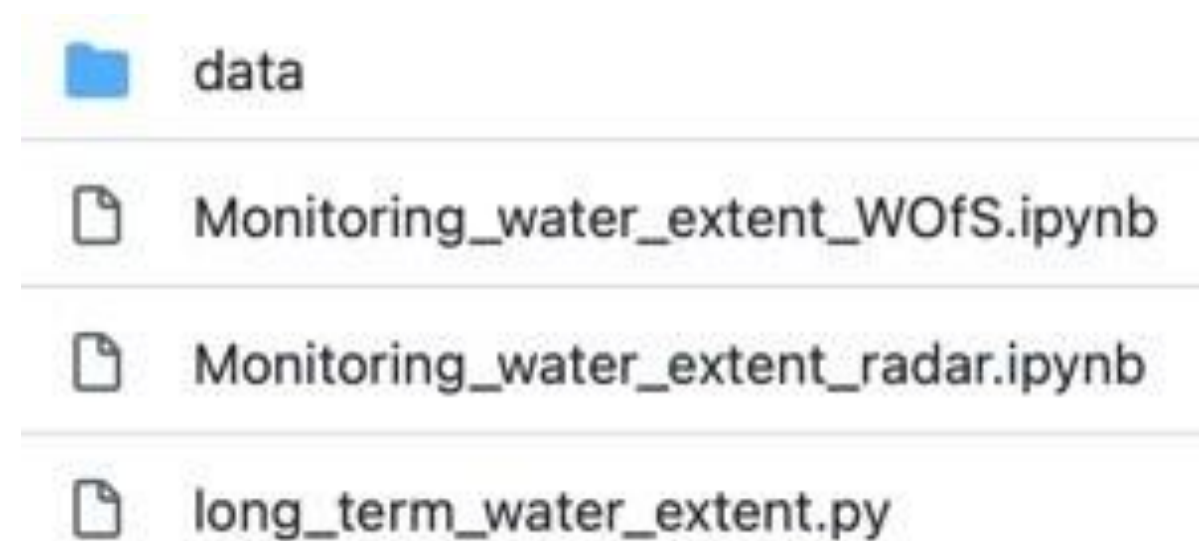 data
Monitoring_water_extent_WOfS.ipynb
Monitoring_water_extent_radar.ipynb
long_term_water_extent.py